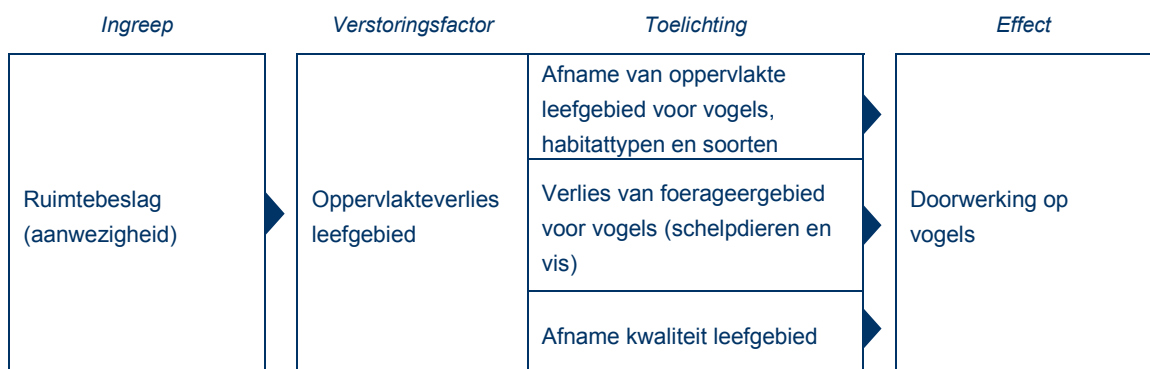 Ingreep
Verstoringsfactor
Toelichting
Effect
Ruimtebeslag
(aanwezigheid)
Oppervlakteverlies
leefgebied
Afname van oppervlakte
leefgebied voor vogels,
habitattypen en soorten
Verlies van foerageergebied
voor vogels (schelpdieren en
vis)
Afname kwaliteit leefgebied
Doorwerking op
vogels